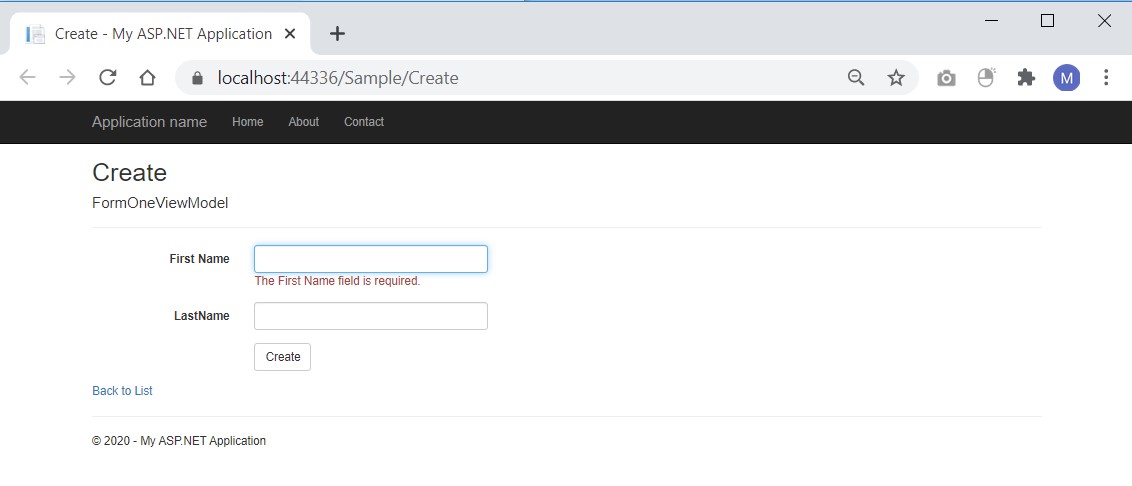 Create - My ASP.NET Application
localhost:44336/Sample/Create
M
Application name Home About Contact
Create
FormOneViewModel
First Name
The First Name field is required.
LastName
Create
Back to List
© 2020 - My ASP.NET Application